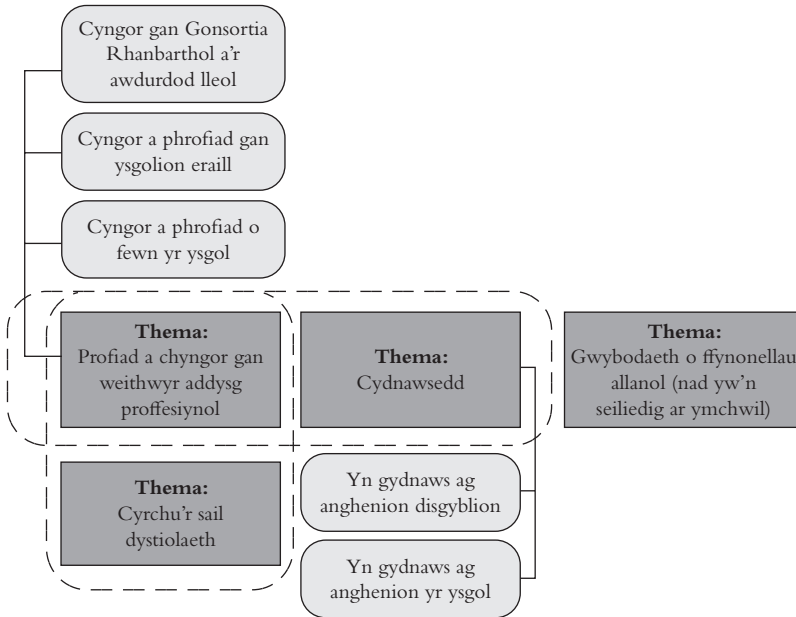 Cyngor gan Gonsortia
Rhanbarthol a'r
awdurdod lleol
Cyngor a phrofiad gan
ysgolion eraill
Cyngor a phrofiad o
fewn yr ysgol
Thema:
Profiad a chyngor gan
weithwyr addysg
proffesiynol
Thema:
Cydnawsedd
Thema:
Gwybodaeth o ffynonellau
allanol (nad yw'n
seiliedig ar ymchwil)
Thema:
Cyrchu'r sail
dystiolaeth
Yn gydnaws ag
anghenion disgyblion
Yn gydnaws ag
anghenion yr ysgol